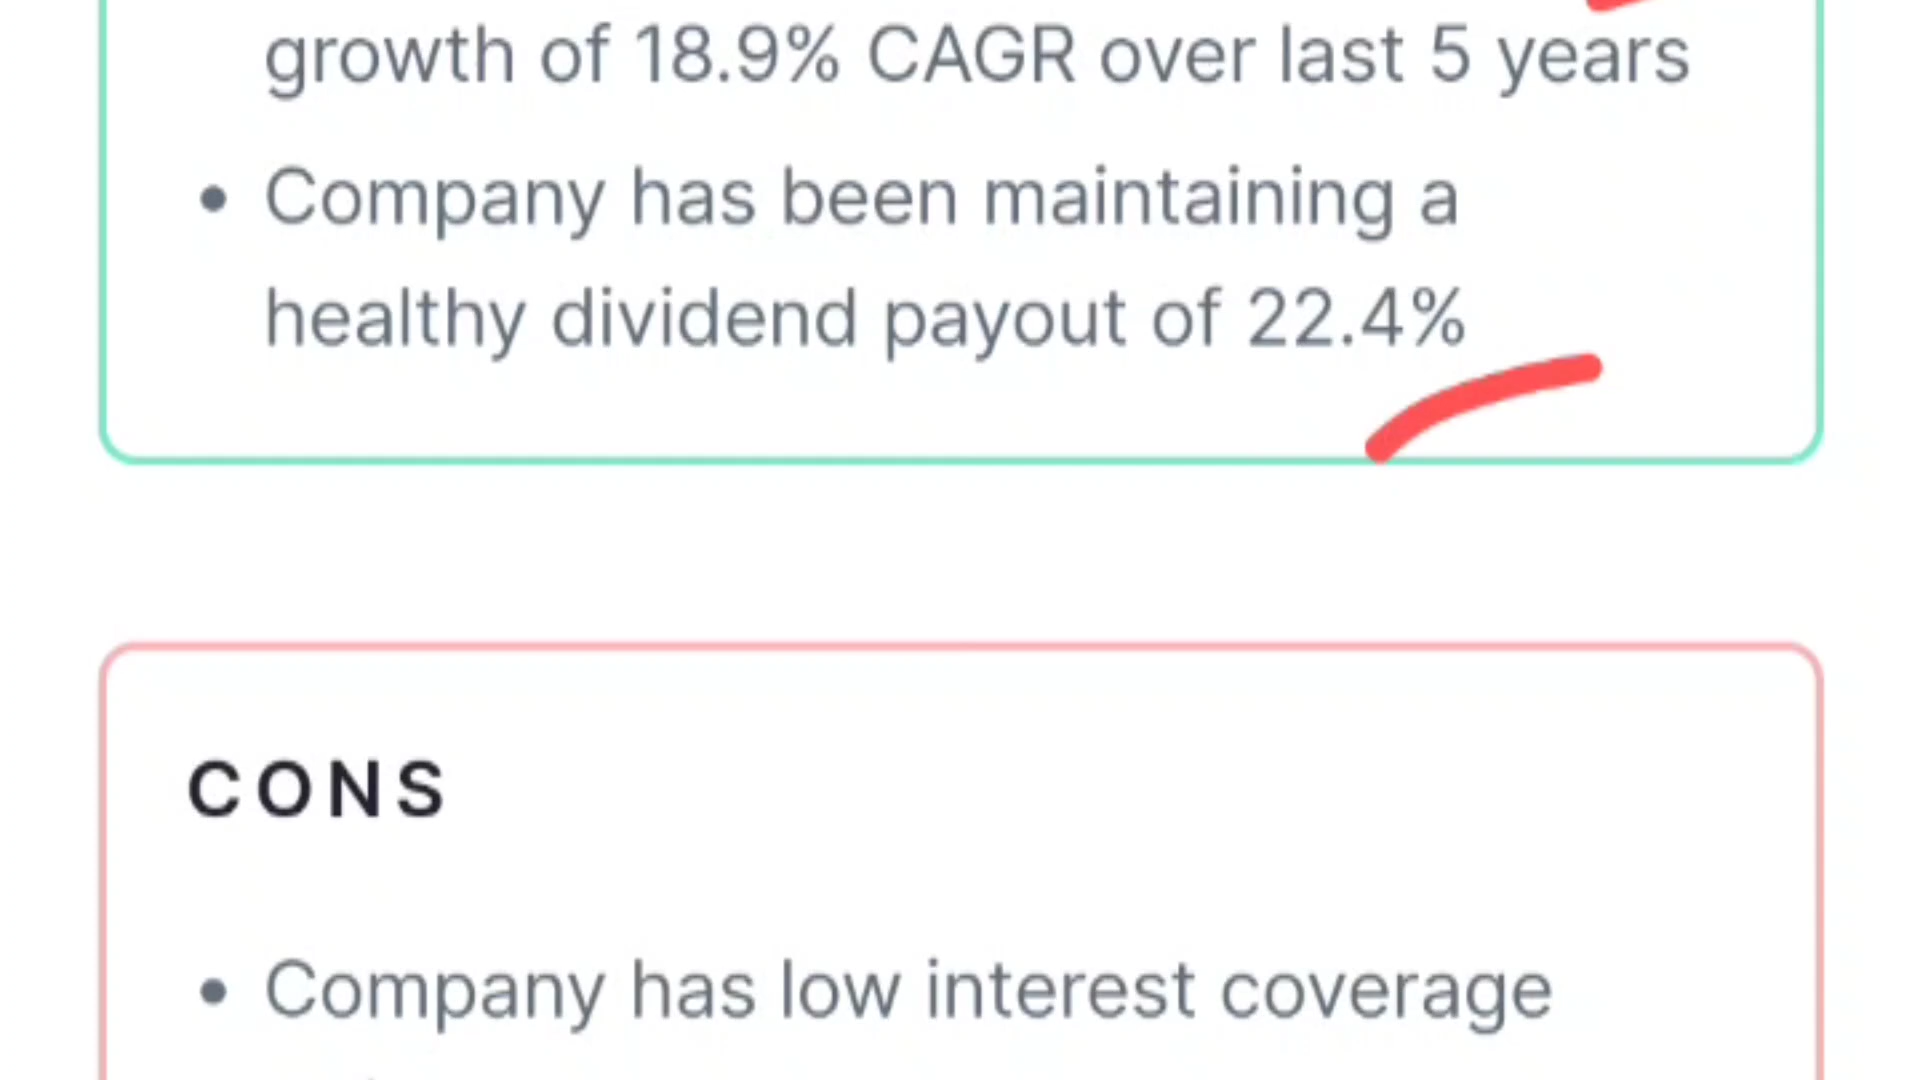 growth of 18.9% CAGR over last 5 years
• Company has been maintaining a
healthy dividend payout of 22.4%
CONS
• Company has low interest coverage